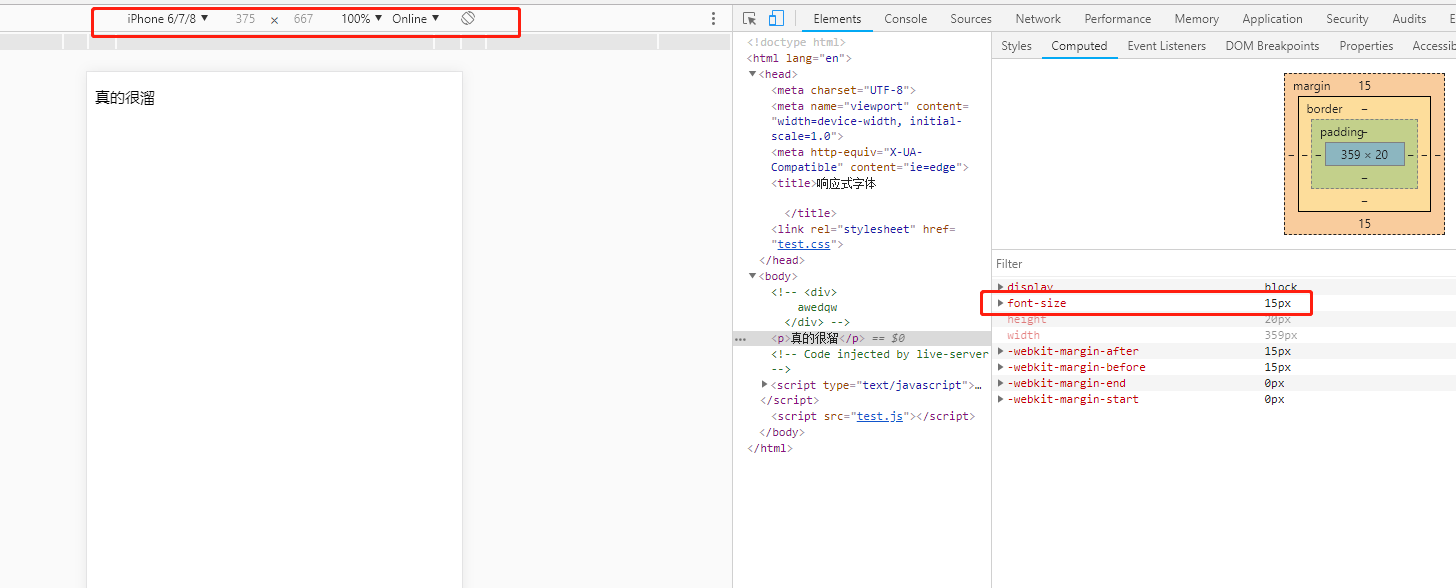 iPhone 6/7/8 ▼ 375 × 667 100% ▼ Online ▼
Elements Console Sources Network Performance Memory Application Security Audits
Styles Computed Event Listeners DOM Breakpoints Properties Accessib
真的很溜
<!doctype html>
<html lang="en">
▼<head>
<meta charset="UTF-8">
<meta name="viewport" content=
"width=device-width, initial-
scale=1.0">
<meta http-equiv="X-UA-
Compatible" content="ie=edge">
<title>响应式字体
</title>
<link rel="stylesheet" href=
"test.css">
</head>
▼<body>
<!-- <div>
awedqw
</div> -->
… <p>真的很溜</p> == $0
<!-- Code injected by live-server
-->
▶<script type="text/javascript">…
</script>
<script src="test.js"></script>
</body>
</html>
margin 15
border –
padding-
– – – 359 × 20 – – –
–
–
15
Filter
▶ display block
▶ font-size 15px
height 20px
width 359px
▶ -webkit-margin-after 15px
▶ -webkit-margin-before 15px
▶ -webkit-margin-end 0px
▶ -webkit-margin-start 0px